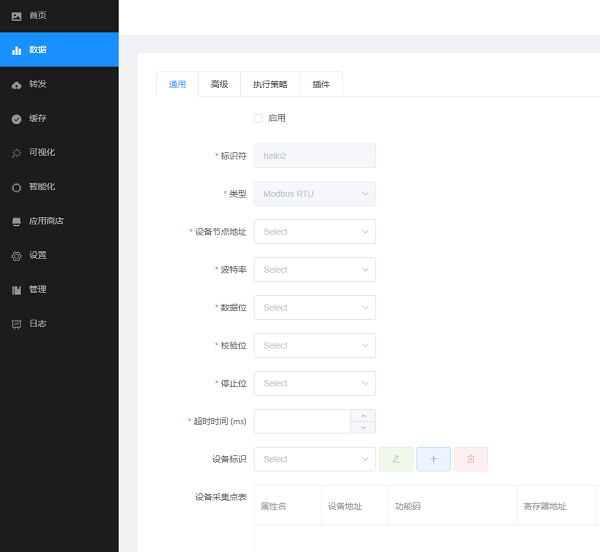 首页
数据
转发
缓存
可视化
智能化
应用商店
设置
管理
日志
通用 高级 执行策略 插件
启用
* 标识符 hello2
* 类型 Modbus RTU
* 设备节点地址 Select
* 波特率 Select
* 数据位 Select
* 校验位 Select
* 停止位 Select
* 超时时间 (ms)
设备标识 Select
设备采集点表 属性名 设备地址 功能码 寄存器地址